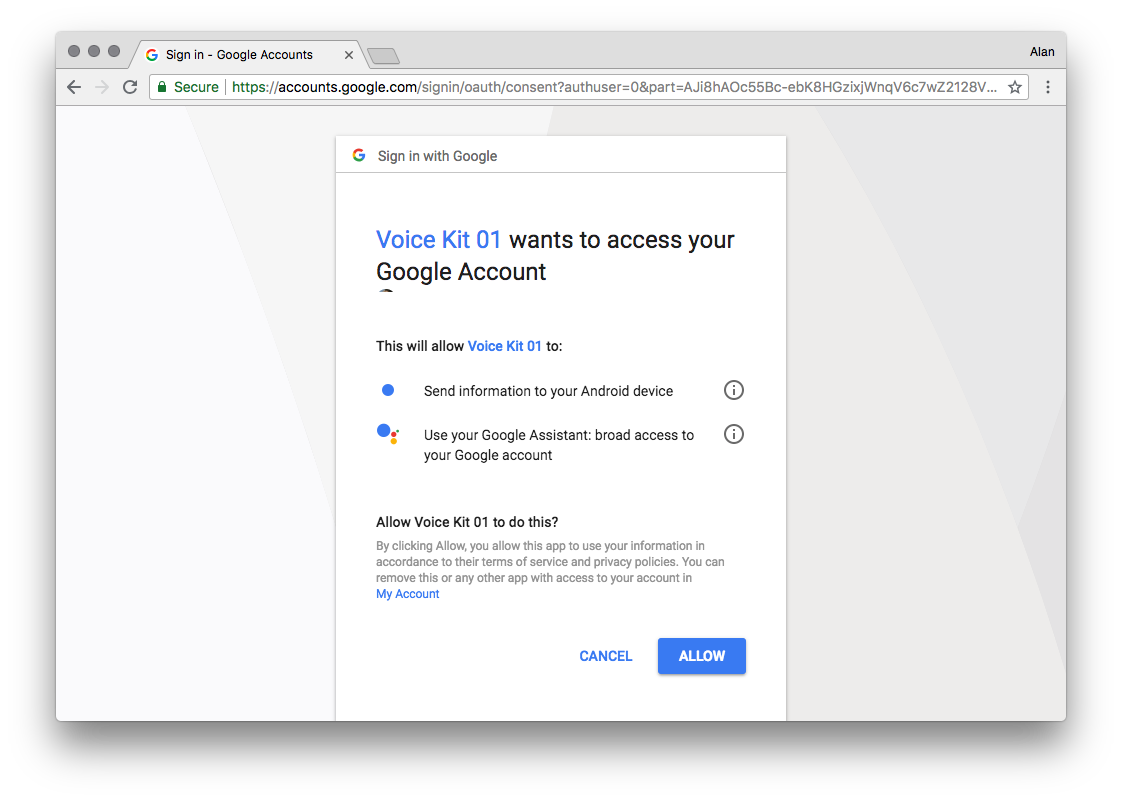 Sign in - Google Accounts
Alan
Secure https://accounts.google.com/signin/oauth/consent?authuser=0&part=AJi8hAOc55Bc-ebK8HGzixjWnqV6c7wZ2128V...
Sign in with Google
Voice Kit 01 wants to access your
Google Account
This will allow Voice Kit 01 to:
Send information to your Android device
Use your Google Assistant: broad access to
your Google account
Allow Voice Kit 01 to do this?
By clicking Allow, you allow this app to use your information in
accordance to their terms of service and privacy policies. You can
remove this or any other app with access to your account in
My Account
CANCEL ALLOW